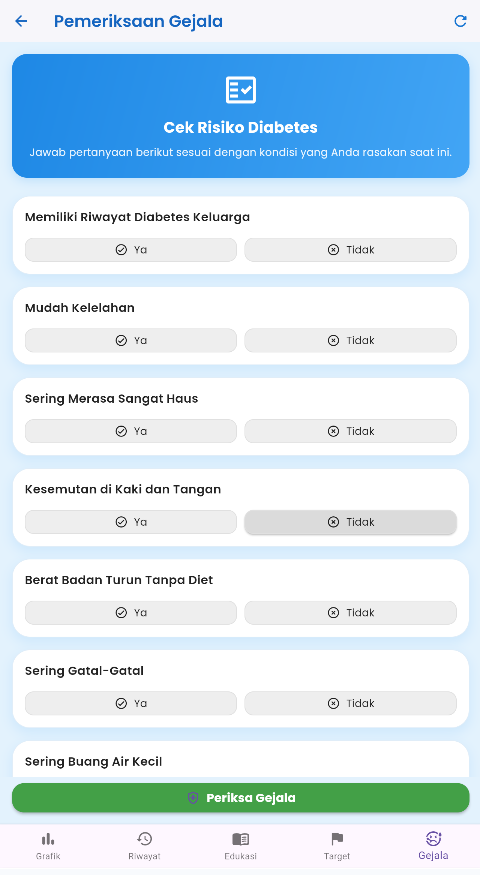 Pemeriksaan Gejala
Cek Risiko Diabetes
Jawab pertanyaan berikut sesuai dengan kondisi yang Anda rasakan saat ini.
Memiliki Riwayat Diabetes Keluarga
Ya Tidak
Mudah Kelelahan
Ya Tidak
Sering Merasa Sangat Haus
Ya Tidak
Kesemutan di Kaki dan Tangan
Ya Tidak
Berat Badan Turun Tanpa Diet
Ya Tidak
Sering Gatal-Gatal
Ya Tidak
Sering Buang Air Kecil
Periksa Gejala
Grafik Riwayat Edukasi Target Gejala